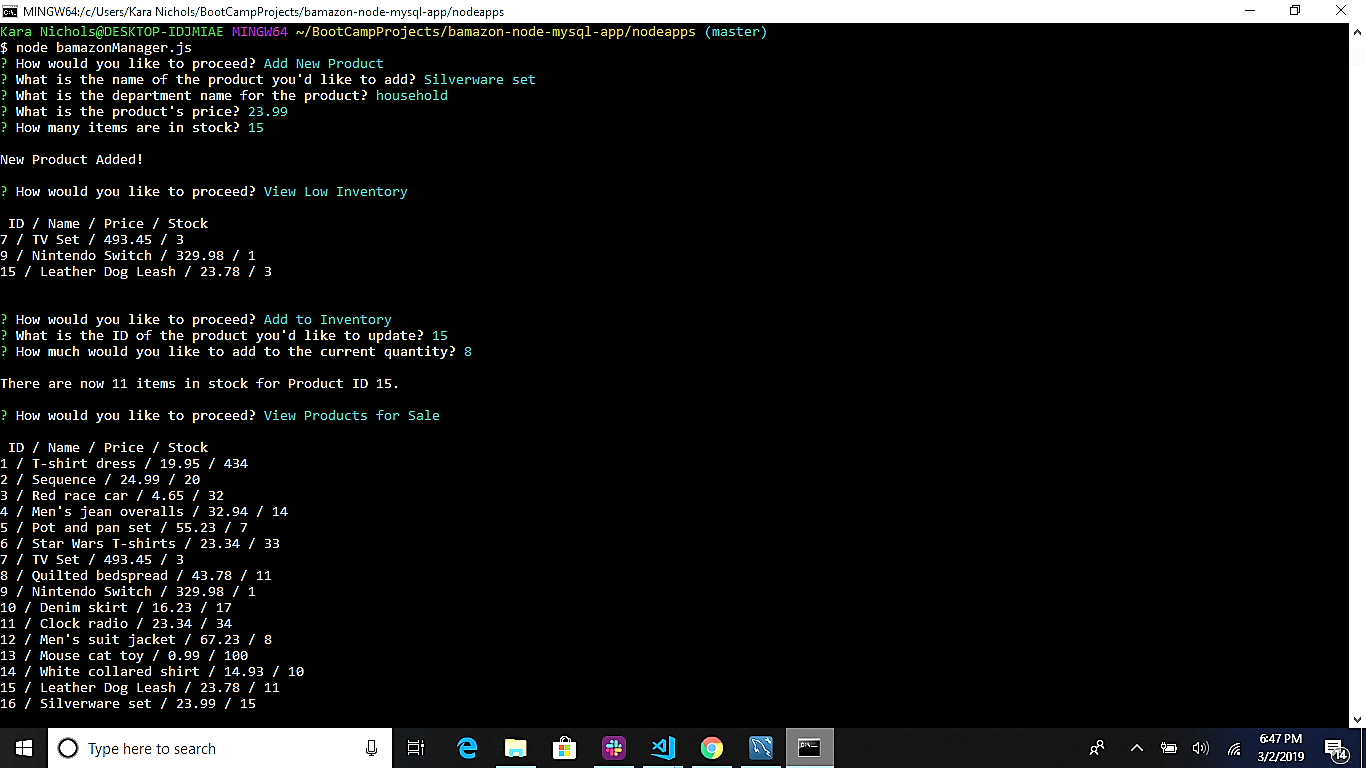 MINGW64:/c/Users/Kara Nichols/BootCampProjects/bamazon-node-mysql-app/nodeapps
Kara Nichols@DESKTOP-IDJMIAE MINGW64 ~/BootCampProjects/bamazon-node-mysql-app/nodeapps (master)
$ node bamazonManager.js
? How would you like to proceed? Add New Product
? What is the name of the product you'd like to add? Silverware set
? What is the department name for the product? household
? What is the product's price? 23.99
? How many items are in stock? 15
New Product Added!
? How would you like to proceed? View Low Inventory
ID / Name / Price / Stock
7 / TV Set / 493.45 / 3
9 / Nintendo Switch / 329.98 / 1
15 / Leather Dog Leash / 23.78 / 3
? How would you like to proceed? Add to Inventory
? What is the ID of the product you'd like to update? 15
? How much would you like to add to the current quantity? 8
There are now 11 items in stock for Product ID 15.
? How would you like to proceed? View Products for Sale
ID / Name / Price / Stock
1 / T-shirt dress / 19.95 / 434
2 / Sequence / 24.99 / 20
3 / Red race car / 4.65 / 32
4 / Men's jean overalls / 32.94 / 14
5 / Pot and pan set / 55.23 / 7
6 / Star Wars T-shirts / 23.34 / 33
7 / TV Set / 493.45 / 3
8 / Quilted bedspread / 43.78 / 11
9 / Nintendo Switch / 329.98 / 1
10 / Denim skirt / 16.23 / 17
11 / Clock radio / 23.34 / 34
12 / Men's suit jacket / 67.23 / 8
13 / Mouse cat toy / 0.99 / 100
14 / White collared shirt / 14.93 / 10
15 / Leather Dog Leash / 23.78 / 11
16 / Silverware set / 23.99 / 15
Type here to search
6:47 PM
3/2/2019
14